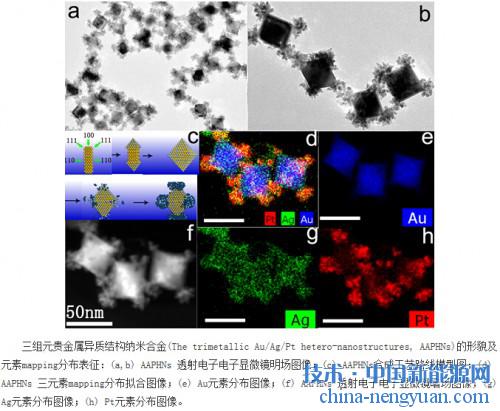 a
b
c
100
111
111
110
110
d
Pt
Ag
Au
e
Au
f
50nm
g
Ag
h
Pt
三组元贵金属异质结构纳米合金(The trimetallic Au/Ag/Pt hetero-nanostructures, AAPHNs)的形貌及
元素mapping分布表征：(a,b) AAPHNs 透射电子电子显微镜明场图像，(c) AAPHNs合成工艺路线模型图；(d)
AAPHNs 三元素mapping分布拟合图像；(e) Au元素分布图像；(f) AAPHNs 透射电子电子显微镜暗场图像；(g)
Ag元素分布图像；(h) Pt元素分布图像。
技术·中国新能源网
china-nengyuan.com